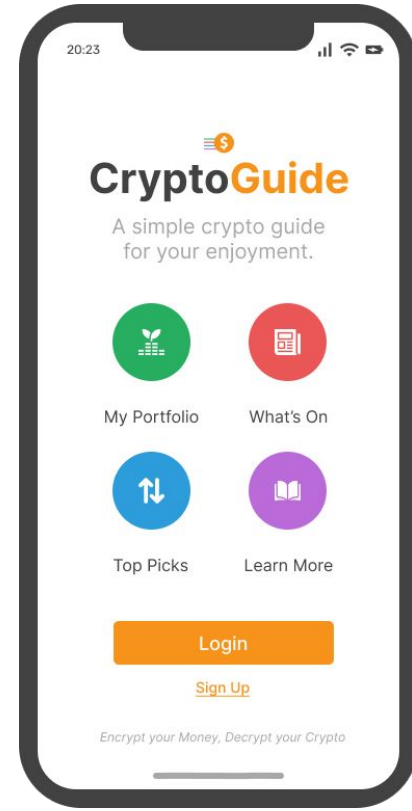 20:23
CryptoGuide
A simple crypto guide
for your enjoyment.
My Portfolio
What's On
Top Picks
Learn More
Login
Sign Up
Encrypt your Money, Decrypt your Crypto